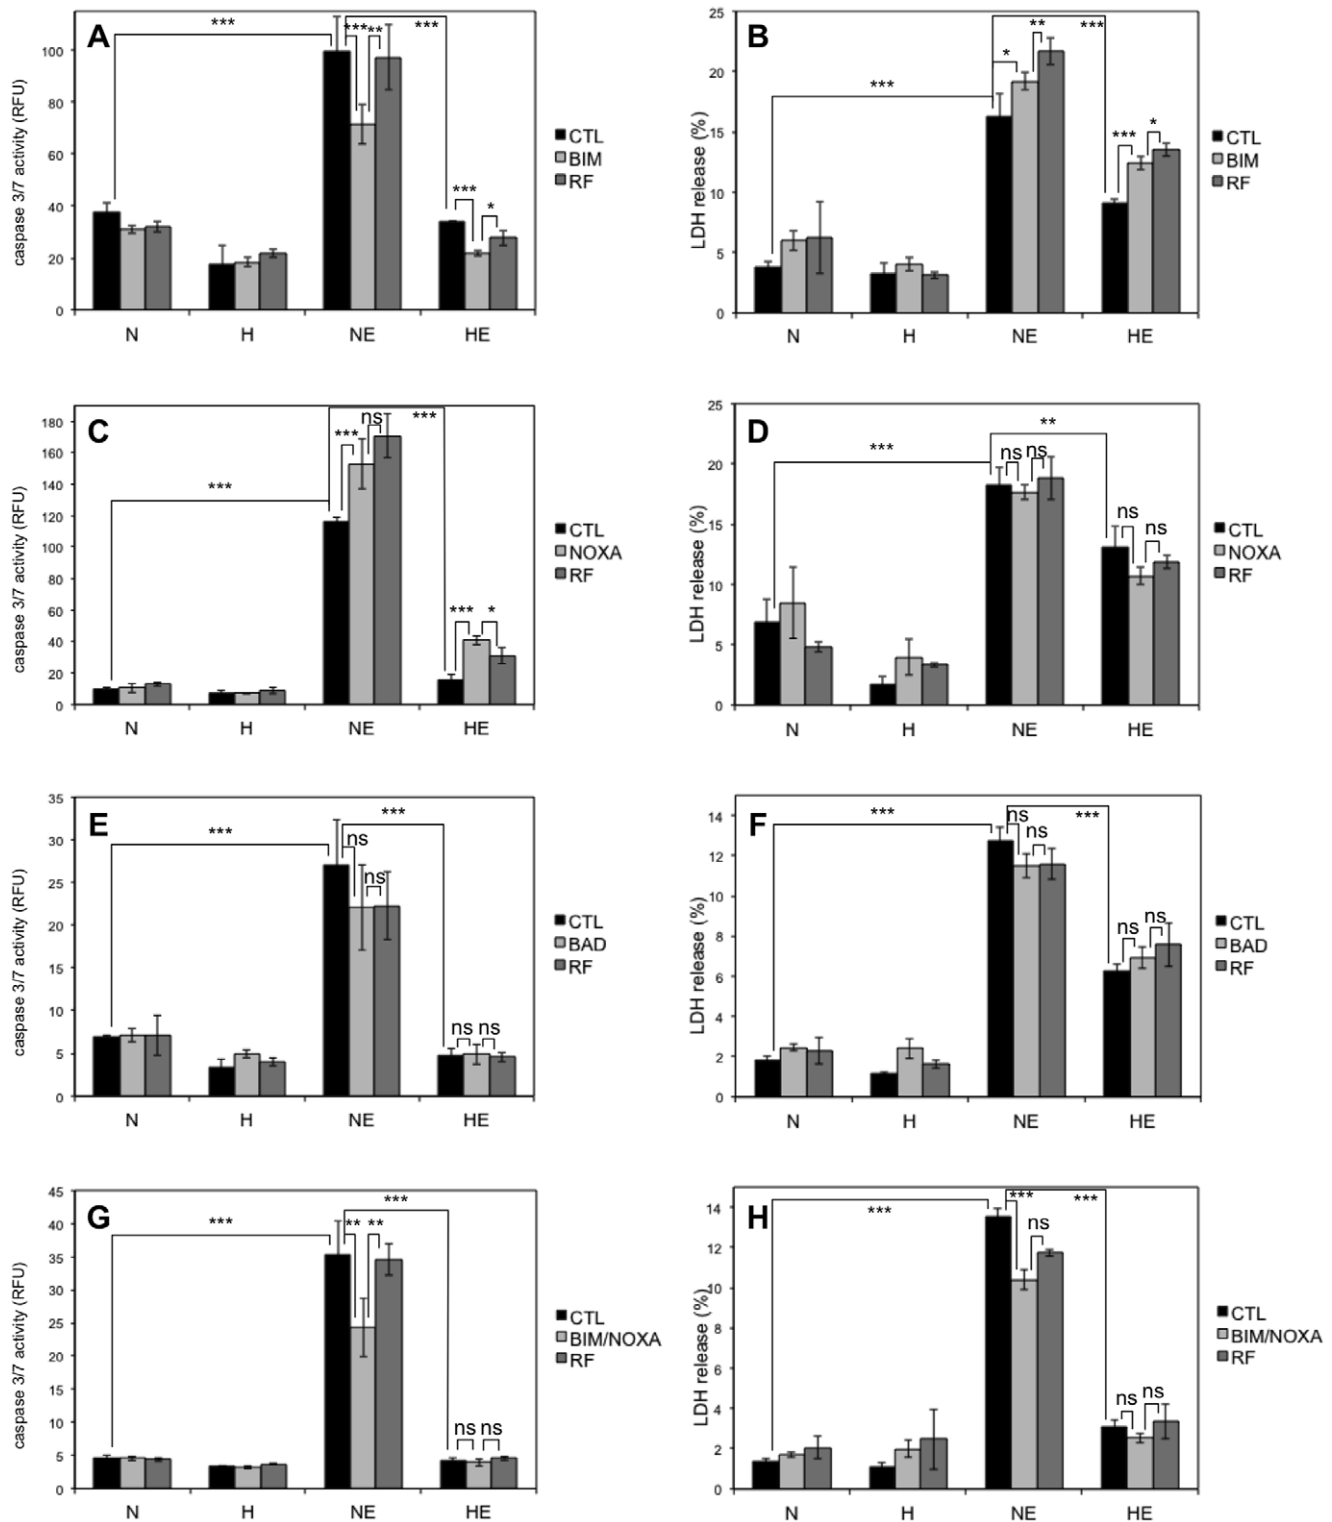 A
caspase 3/7 activity (RFU)
100
80
60
40
20
0
***
***
**
***
***
*
N H NE HE
CTL
BIM
RF
B
LDH release (%)
25
20
15
10
5
0
***
*
**
***
***
*
N H NE HE
CTL
BIM
RF
C
caspase 3/7 activity (RFU)
180
160
140
120
100
80
60
40
20
0
***
***
ns
***
***
*
N H NE HE
CTL
NOXA
RF
D
LDH release (%)
25
20
15
10
5
0
***
ns
ns
**
ns
ns
N H NE HE
CTL
NOXA
RF
E
caspase 3/7 activity (RFU)
35
30
25
20
15
10
5
0
***
ns
ns
***
ns
ns
N H NE HE
CTL
BAD
RF
F
LDH release (%)
14
12
10
8
6
4
2
0
***
ns
ns
***
ns
ns
N H NE HE
CTL
BAD
RF
G
caspase 3/7 activity (RFU)
45
40
35
30
25
20
15
10
5
0
***
**
**
***
ns
ns
N H NE HE
CTL
BIM/NOXA
RF
H
LDH release (%)
14
12
10
8
6
4
2
0
***
***
ns
***
ns
ns
N H NE HE
CTL
BIM/NOXA
RF